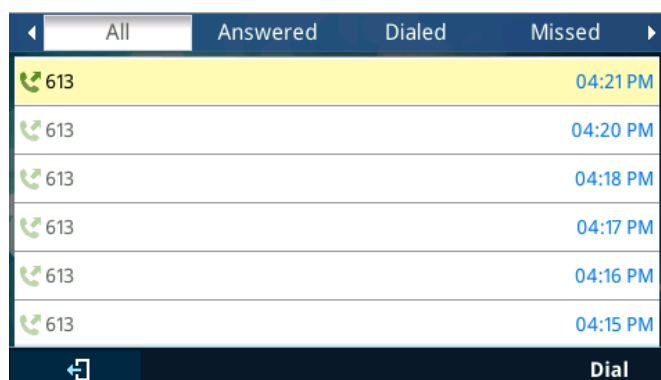 All Answered Dialed Missed
613 04:21 PM
613 04:20 PM
613 04:18 PM
613 04:17 PM
613 04:16 PM
613 04:15 PM
Dial